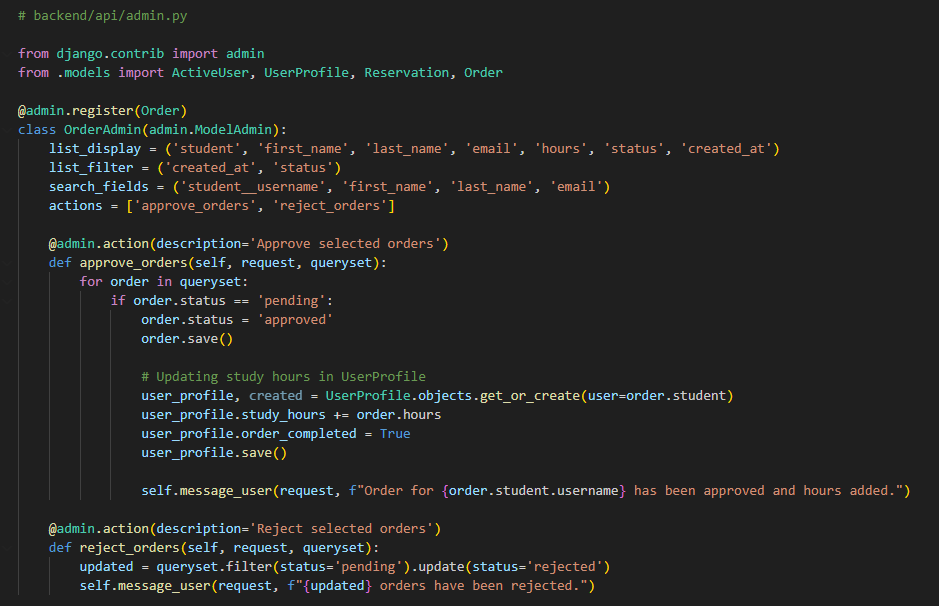 # backend/api/admin.py

from django.contrib import admin
from .models import ActiveUser, UserProfile, Reservation, Order

@admin.register(Order)
class OrderAdmin(admin.ModelAdmin):
    list_display = ('student', 'first_name', 'last_name', 'email', 'hours', 'status', 'created_at')
    list_filter = ('created_at', 'status')
    search_fields = ('student__username', 'first_name', 'last_name', 'email')
    actions = ['approve_orders', 'reject_orders']

    @admin.action(description='Approve selected orders')
    def approve_orders(self, request, queryset):
        for order in queryset:
            if order.status == 'pending':
                order.status = 'approved'
                order.save()

                # Updating study hours in UserProfile
                user_profile, created = UserProfile.objects.get_or_create(user=order.student)
                user_profile.study_hours += order.hours
                user_profile.order_completed = True
                user_profile.save()

                self.message_user(request, f"Order for {order.student.username} has been approved and hours added.")

    @admin.action(description='Reject selected orders')
    def reject_orders(self, request, queryset):
        updated = queryset.filter(status='pending').update(status='rejected')
        self.message_user(request, f"{updated} orders have been rejected.")